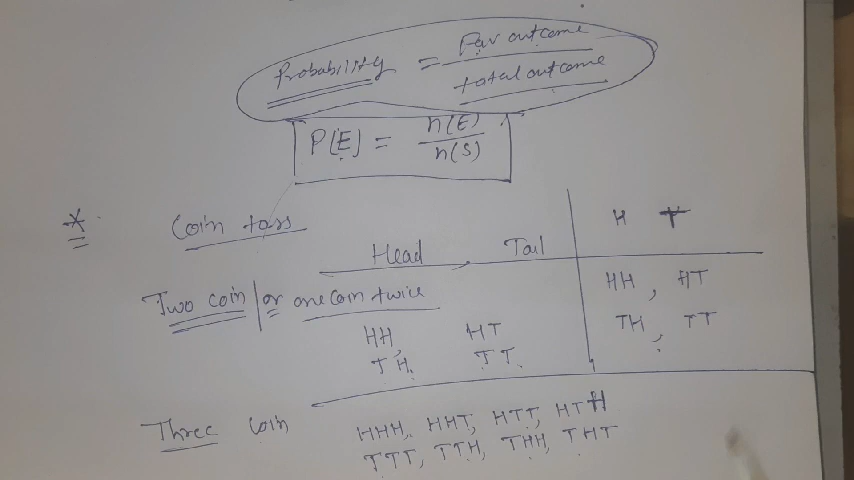 Probability = Fav outcome
total outcome
P(E) = n(E)
n(S)
* Coin toss
Head Tail
H T
Two coin / or one coin twice
HH, HT
TH, TT
HH, HT
TH, TT
Three coin
HHH, HHT, HTT, HTH
TTT, TTH, THH, THT